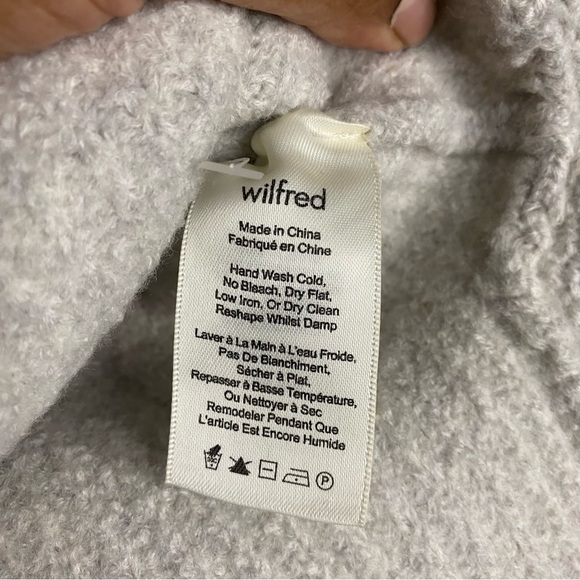 wilfred
Made in China
Fabriqué en Chine
Hand Wash Cold,
No Bleach, Dry Flat,
Low Iron, Or Dry Clean
Reshape Whilst Damp
Laver à La Main à L'eau Froide,
Pas De Blanchiment,
Sécher à Plat,
Repasser à Basse Température,
Ou Nettoyer à Sec
Remodeler Pendant Que
L'article Est Encore Humide
P